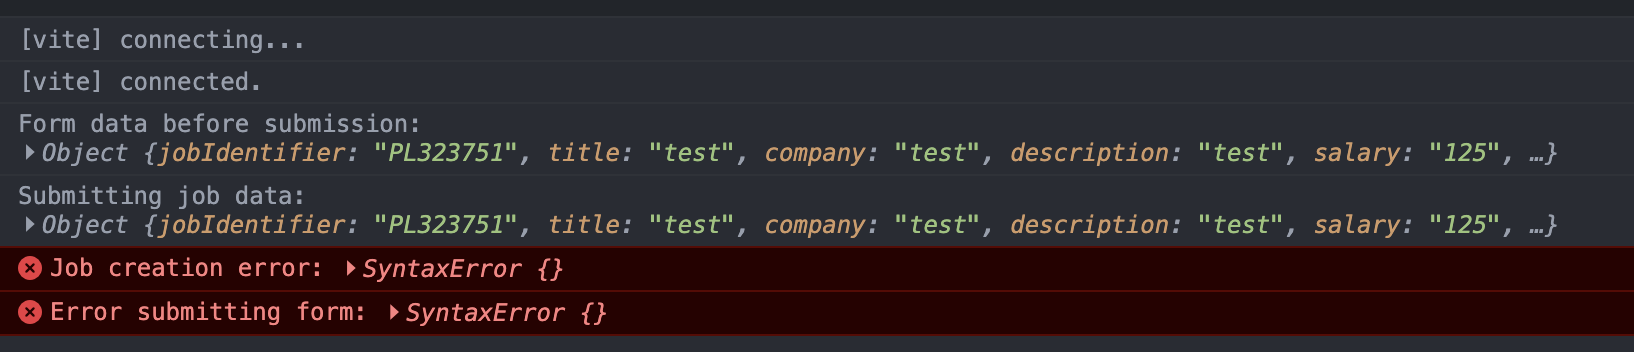 [vite] connecting...
[vite] connected.
Form data before submission:
Object {jobIdentifier: "PL323751", title: "test", company: "test", description: "test", salary: "125", …}
Submitting job data:
Object {jobIdentifier: "PL323751", title: "test", company: "test", description: "test", salary: "125", …}
Job creation error: SyntaxError {}
Error submitting form: SyntaxError {}